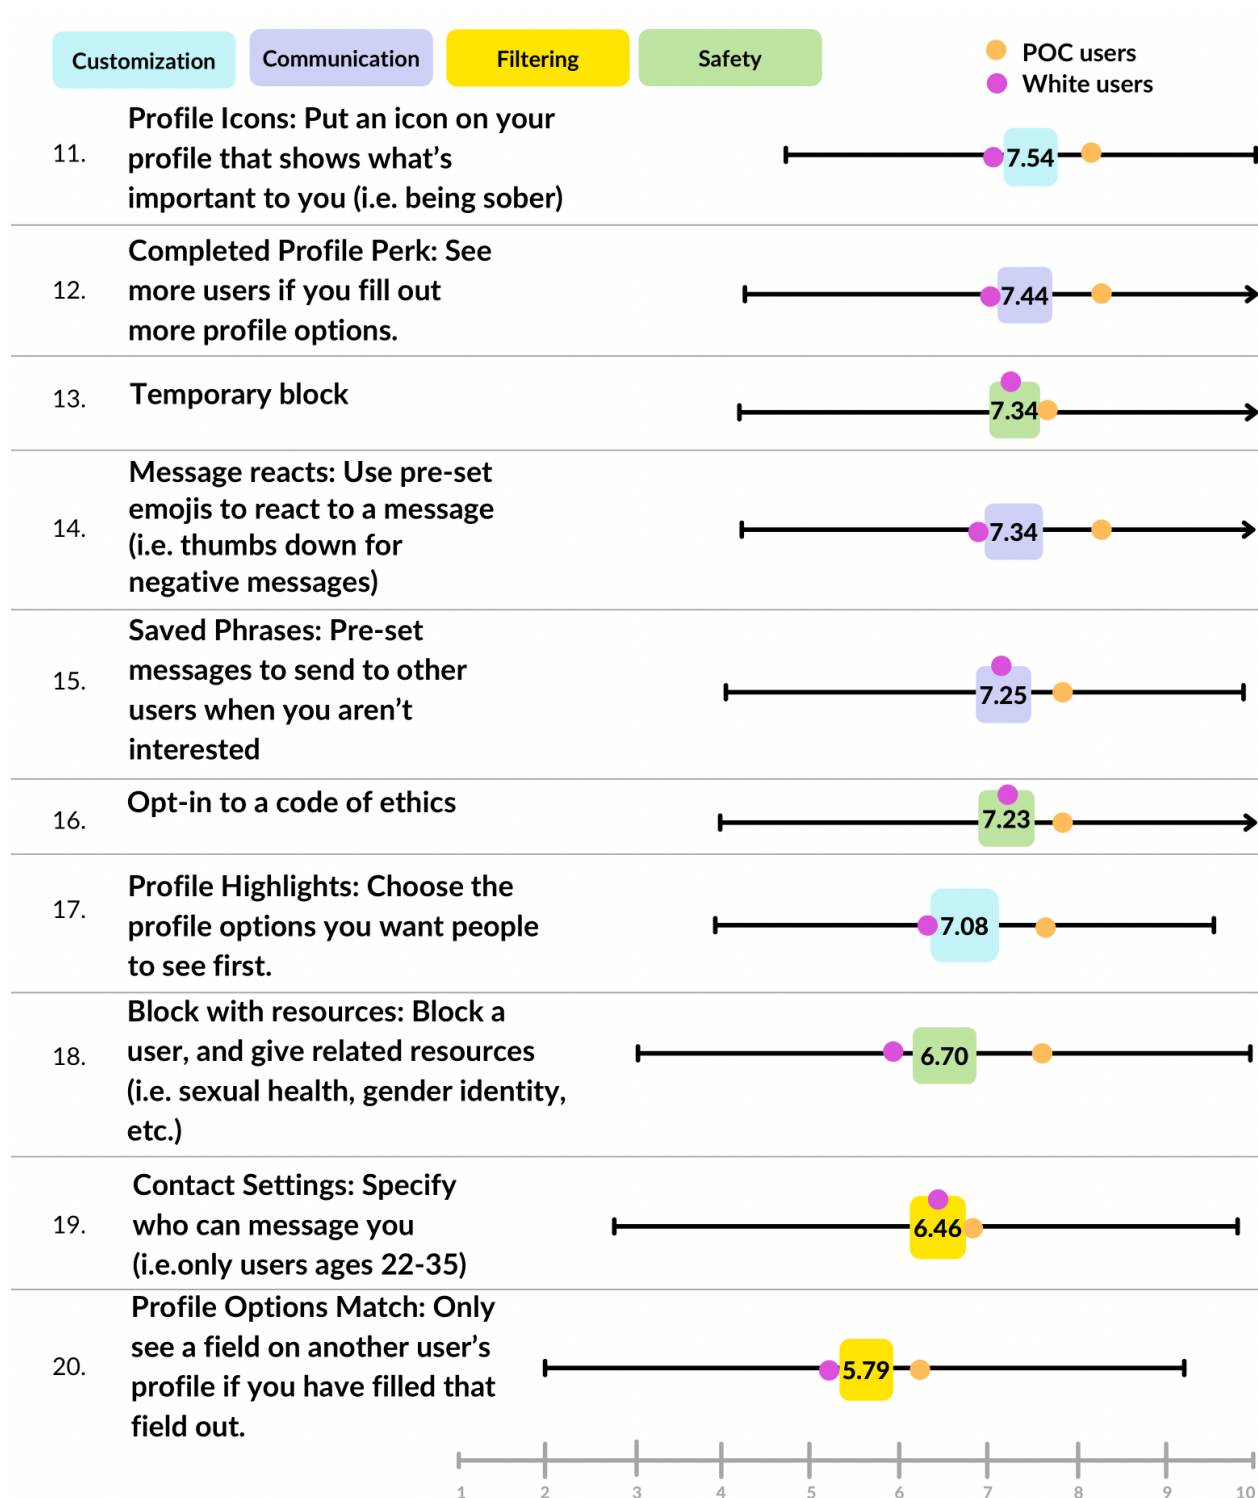 Customization
Communication
Filtering
Safety
POC users
White users
11.
Profile Icons: Put an icon on your
profile that shows what’s
important to you (i.e. being sober)
7.54
12.
Completed Profile Perk: See
more users if you fill out
more profile options.
7.44
13.
Temporary block
7.34
14.
Message reacts: Use pre-set
emojis to react to a message
(i.e. thumbs down for
negative messages)
7.34
15.
Saved Phrases: Pre-set
messages to send to other
users when you aren’t
interested
7.25
16.
Opt-in to a code of ethics
7.23
17.
Profile Highlights: Choose the
profile options you want people
to see first.
7.08
18.
Block with resources: Block a
user, and give related resources
(i.e. sexual health, gender identity,
etc.)
6.70
19.
Contact Settings: Specify
who can message you
(i.e.only users ages 22-35)
6.46
20.
Profile Options Match: Only
see a field on another user’s
profile if you have filled that
field out.
5.79
1 2 3 4 5 6 7 8 9 10